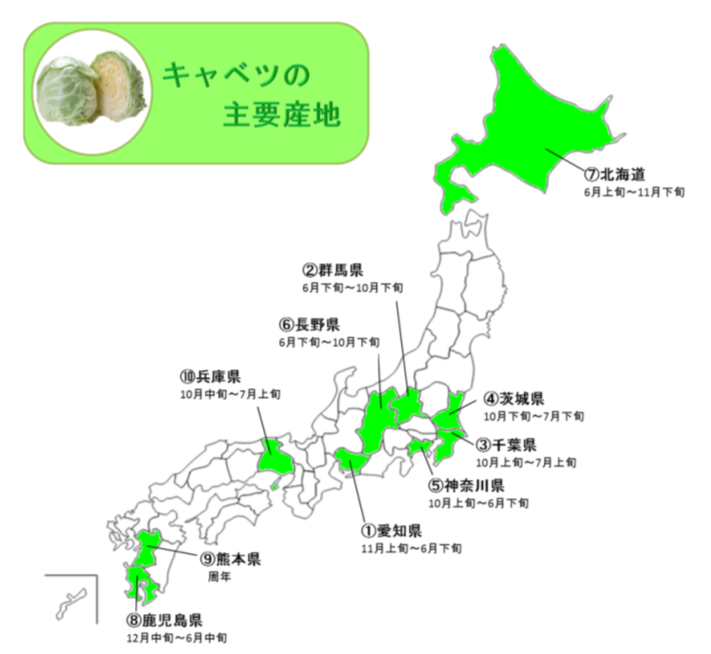 キャベツの
主要産地
⑦北海道
6月上旬～11月下旬
②群馬県
6月下旬～10月下旬
⑥長野県
6月下旬～10月下旬
⑩兵庫県
10月中旬～7月上旬
④茨城県
10月下旬～7月下旬
③千葉県
10月上旬～7月上旬
⑤神奈川県
10月上旬～6月下旬
①愛知県
11月上旬～6月下旬
⑨熊本県
周年
⑧鹿児島県
12月中旬～6月中旬